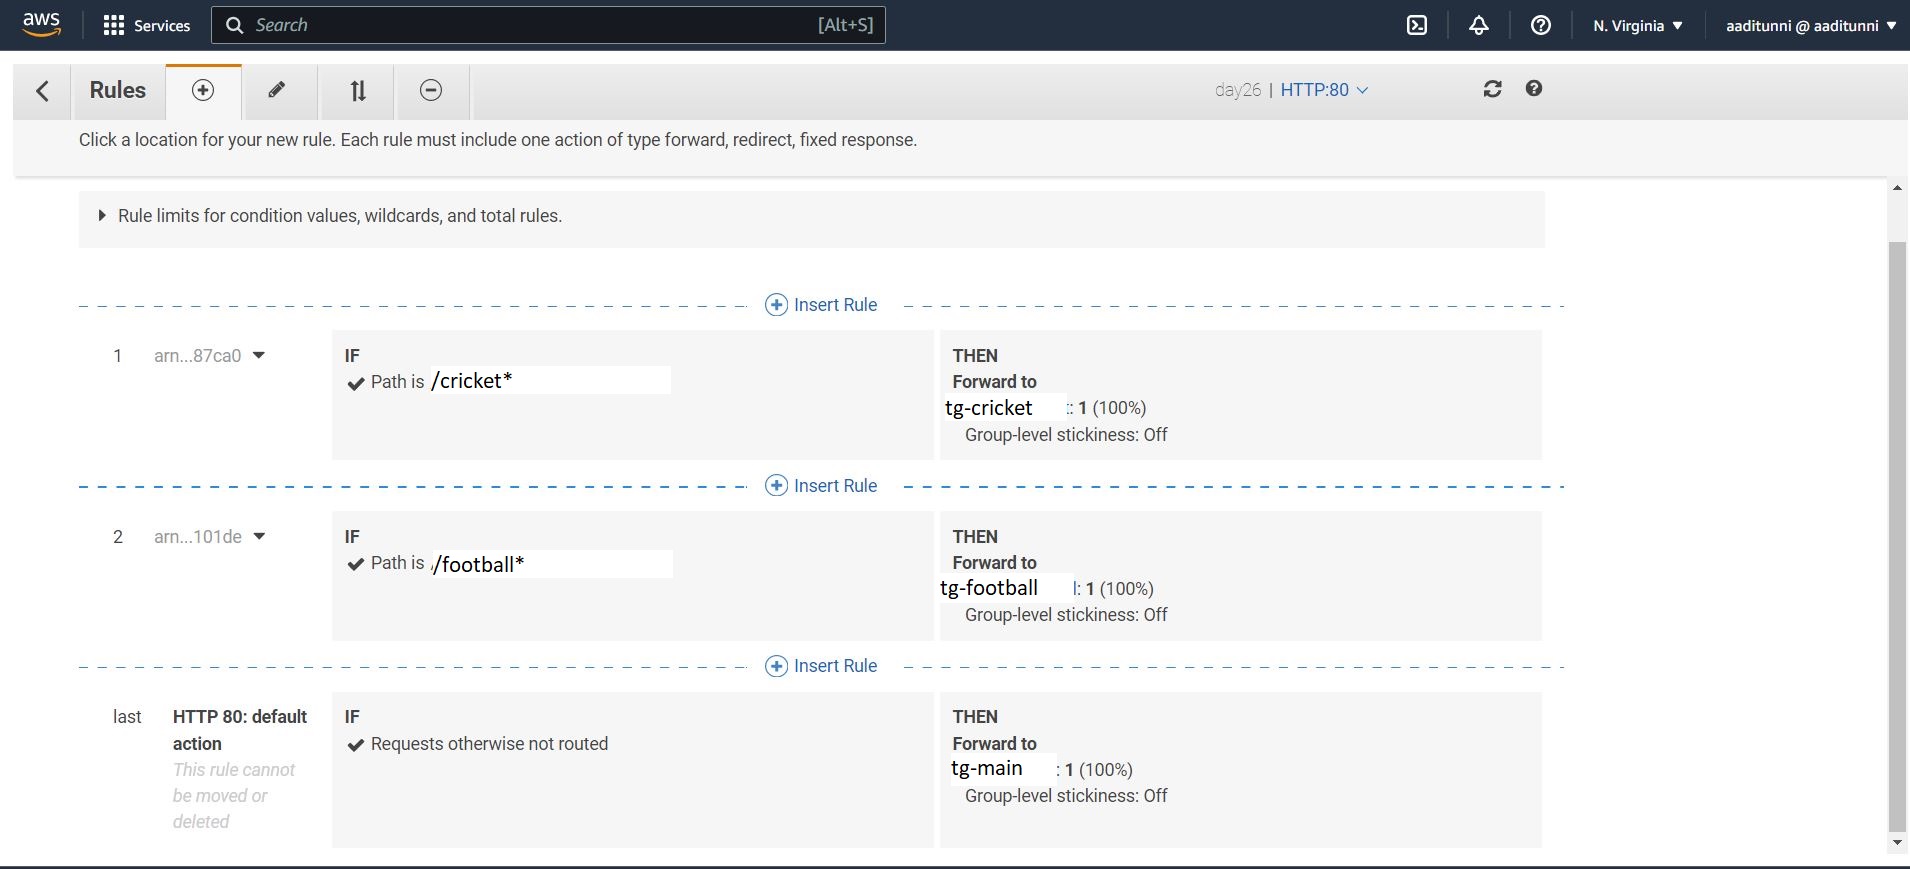 aws
Services
Search
[Alt+S]
N. Virginia
aaditunni @ aaditunni
Rules
day26 | HTTP:80
Click a location for your new rule. Each rule must include one action of type forward, redirect, fixed response.
Rule limits for condition values, wildcards, and total rules.
Insert Rule
1 arn...87ca0
IF
Path is /cricket*
THEN
Forward to
tg-cricket : 1 (100%)
Group-level stickiness: Off
Insert Rule
2 arn...101de
IF
Path is /football*
THEN
Forward to
tg-football : 1 (100%)
Group-level stickiness: Off
Insert Rule
last
HTTP 80: default
action
This rule cannot
be moved or
deleted
IF
Requests otherwise not routed
THEN
Forward to
tg-main : 1 (100%)
Group-level stickiness: Off